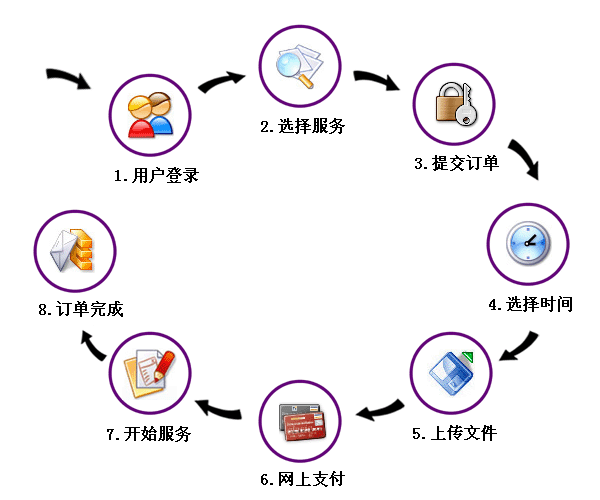 1.用户登录
2.选择服务
3.提交订单
4.选择时间
5.上传文件
6.网上支付
7.开始服务
8.订单完成